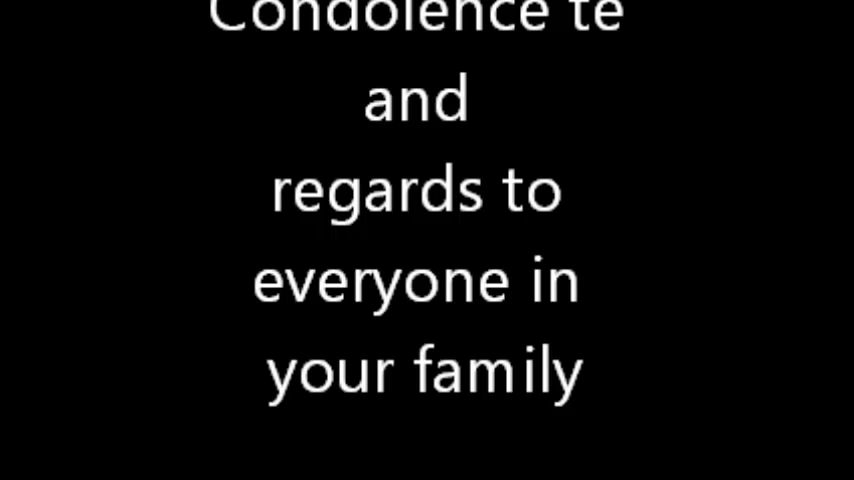 Condolence te
and
regards to
everyone in
your family